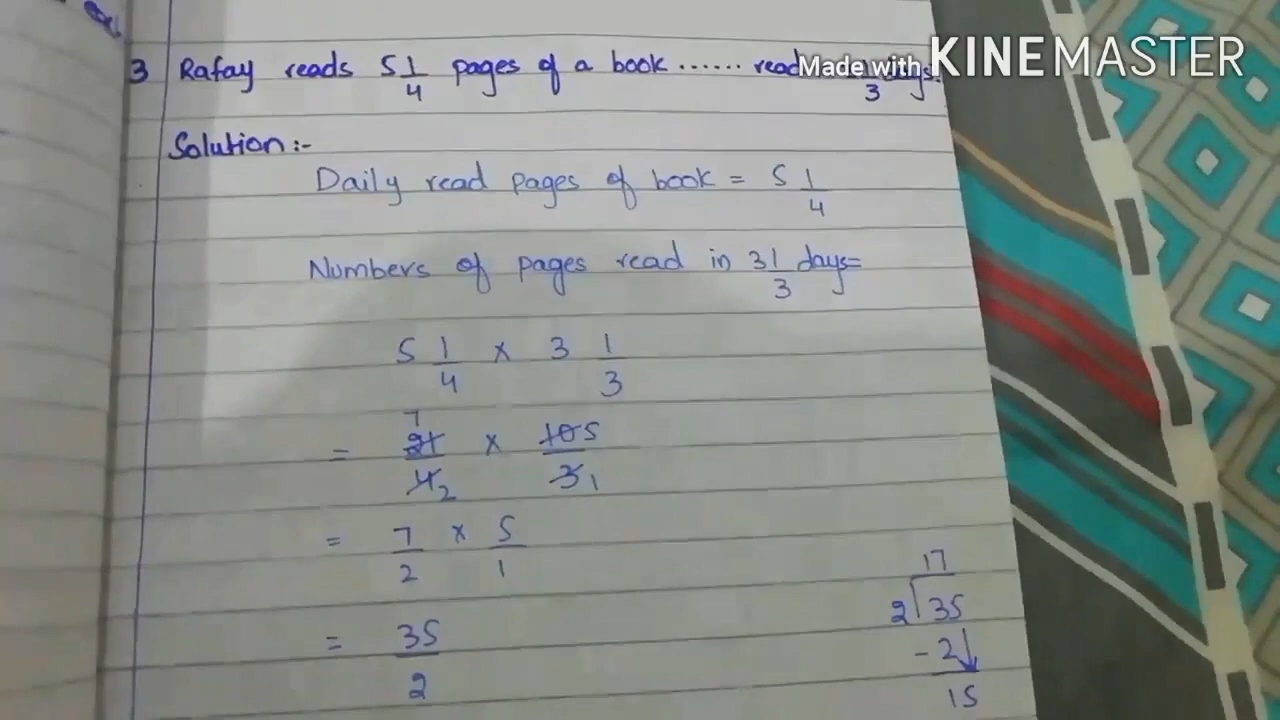 3 Rafay reads 5 1/4 pages of a book ...... read
Made with KINEMASTER
3
Solution :-
Daily read pages of book = 5 1/4
Numbers of pages read in 3 1/3 days=
5 1/4 x 3 1/3
7 5
= 21/4 x 10/3
2 1
= 7/2 x 5/1
= 35/2
17
2 35
- 2
15